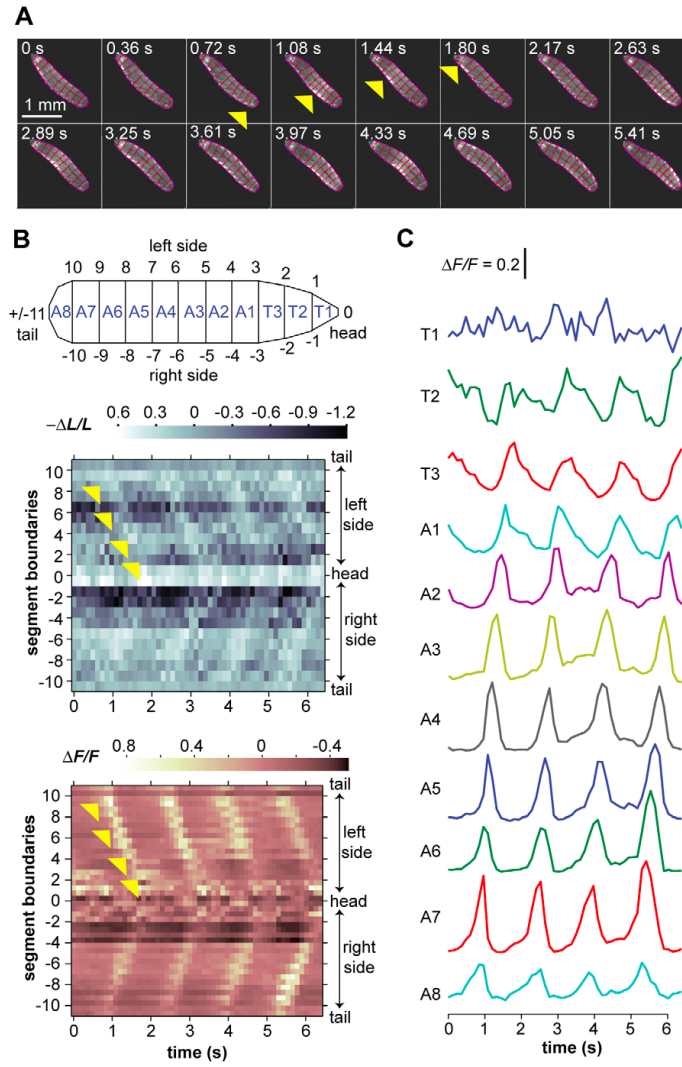 A
0 s 0.36 s 0.72 s 1.08 s 1.44 s 1.80 s 2.17 s 2.63 s
1 mm
2.89 s 3.25 s 3.61 s 3.97 s 4.33 s 4.69 s 5.05 s 5.41 s
B
left side
10 10 9 8 7 6 5 4 3 2 1
+/-11 A8 A7 A6 A5 A4 A3 A2 A1 T3 T2 T1 0
tail head
-10 -9 -8 -7 -6 -5 -4 -3 -2 -1
right side
−ΔL/L 0.6 0.3 0 -0.3 -0.6 -0.9 -1.2
tail
10
8
6
4
2
0
-2
-4
-6
-8
-10
segment boundaries
left side
head
right side
tail
0 1 2 3 4 5 6
ΔF/F 0.8 0.4 0 -0.4
tail
10
8
6
4
2
0
-2
-4
-6
-8
-10
segment boundaries
left side
head
right side
tail
0 1 2 3 4 5 6
time (s)
C
ΔF/F = 0.2
T1
T2
T3
A1
A2
A3
A4
A5
A6
A7
A8
0 1 2 3 4 5 6
time (s)